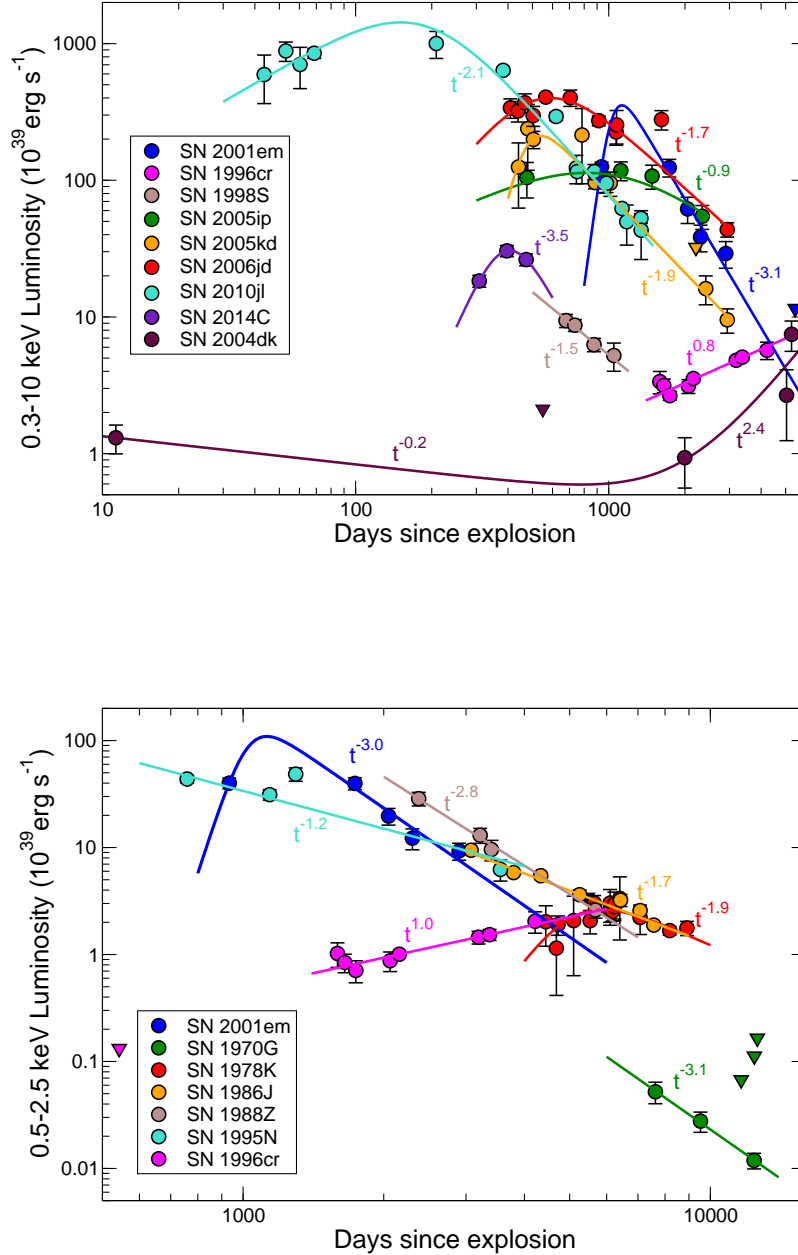 1000
100
10
1
0.3-10 keV Luminosity (10^39 erg s^-1)
SN 2001em
SN 1996cr
SN 1998S
SN 2005ip
SN 2005kd
SN 2006jd
SN 2010jl
SN 2014C
SN 2004dk
t^-2.1
t^-1.7
t^-0.9
t^-3.5
t^-1.9
t^-3.1
t^-1.5
t^0.8
t^-0.2
t^2.4
10
100
1000
Days since explosion
100
10
1
0.1
0.01
0.5-2.5 keV Luminosity (10^39 erg s^-1)
t^-3.0
t^-2.8
t^-1.2
t^-1.7
t^-1.9
t^1.0
t^-3.1
SN 2001em
SN 1970G
SN 1978K
SN 1986J
SN 1988Z
SN 1995N
SN 1996cr
1000
10000
Days since explosion